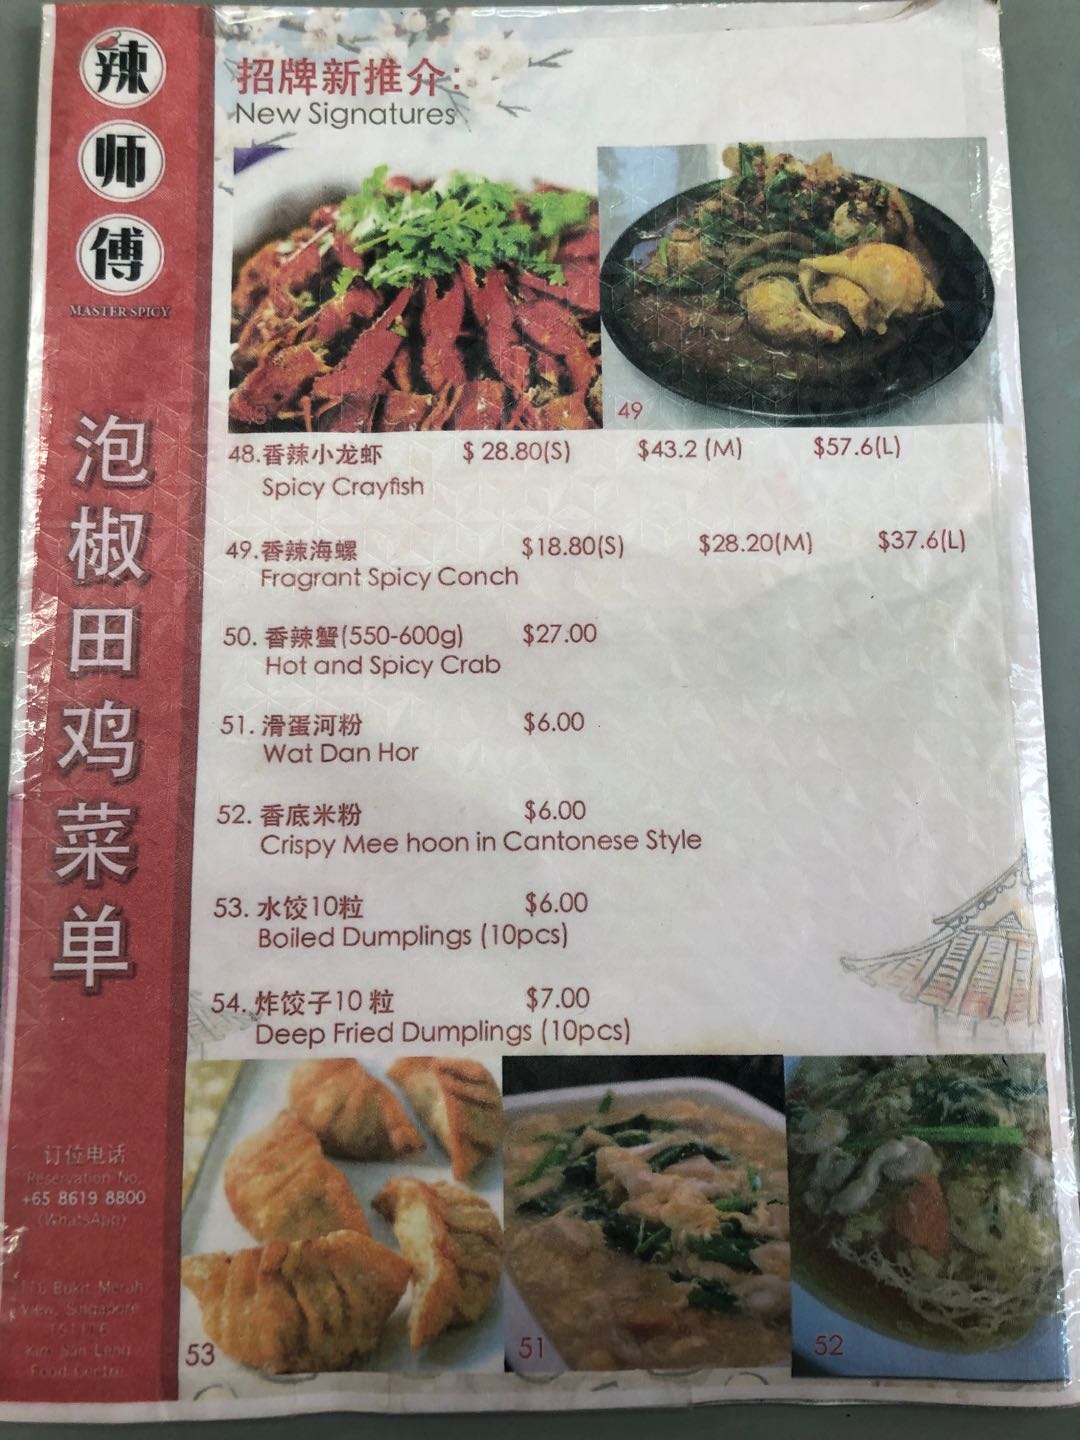 辣
师
傅
MASTER SPICY
泡椒田鸡菜单
订位电话
Reservation No.
+65 8619 8800
(WhatsApp)
116 Bukit Merah
View, Singapore
151116
Kim San Leng
Food Centre
招牌新推介:
New Signatures
49
48.香辣小龙虾 $ 28.80(S) $43.2 (M) $57.6(L)
Spicy Crayfish
49.香辣海螺 $18.80(S) $28.20(M) $37.6(L)
Fragrant Spicy Conch
50. 香辣蟹(550-600g) $27.00
Hot and Spicy Crab
51. 滑蛋河粉 $6.00
Wat Dan Hor
52. 香底米粉 $6.00
Crispy Mee hoon in Cantonese Style
53. 水饺10粒 $6.00
Boiled Dumplings (10pcs)
54. 炸饺子10 粒 $7.00
Deep Fried Dumplings (10pcs)
53
51
52